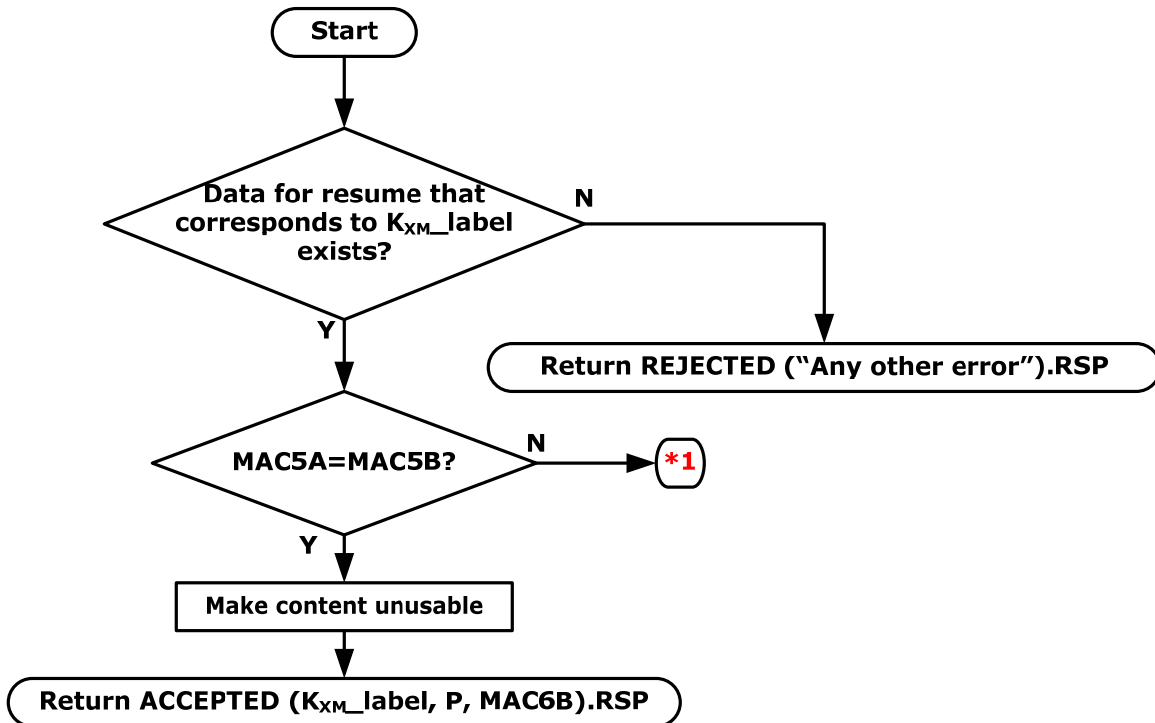 Start
Data for resume that
corresponds to KXM_label
exists?
N
Y
Return REJECTED (“Any other error”).RSP
MAC5A=MAC5B?
N
*1
Y
Make content unusable
Return ACCEPTED (KXM_label, P, MAC6B).RSP